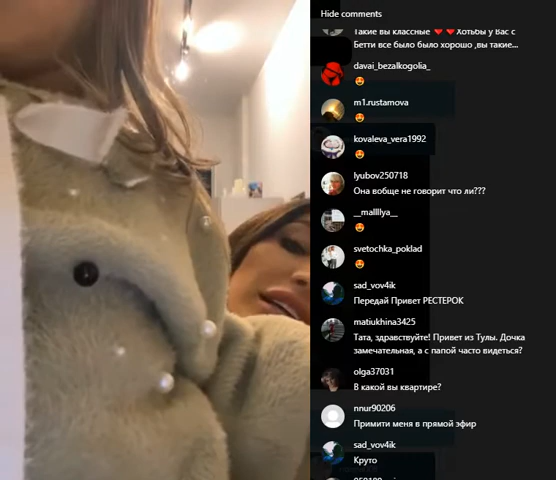 Hide comments
Такие вы классные ❤️ ❤️ Хотьбы у Вас с
Бетти все было было хорошо ,вы такие...
davai_bezalkogolia_
😍
m1.rustamova
😍
kovaleva_vera1992
😍
lyubov250718
Она вобще не говорит что ли???
__mallllya__
😍
svetochka_poklad
😍
sad_vov4ik
Передай Привет РЕСТЕРОК
matiukhina3425
Тата, здравствуйте! Привет из Тулы. Дочка
замечательная, а с папой часто видеться?
olga37031
В какой вы квартире?
nnur90206
Примити меня в прямой эфир
sad_vov4ik
Круто